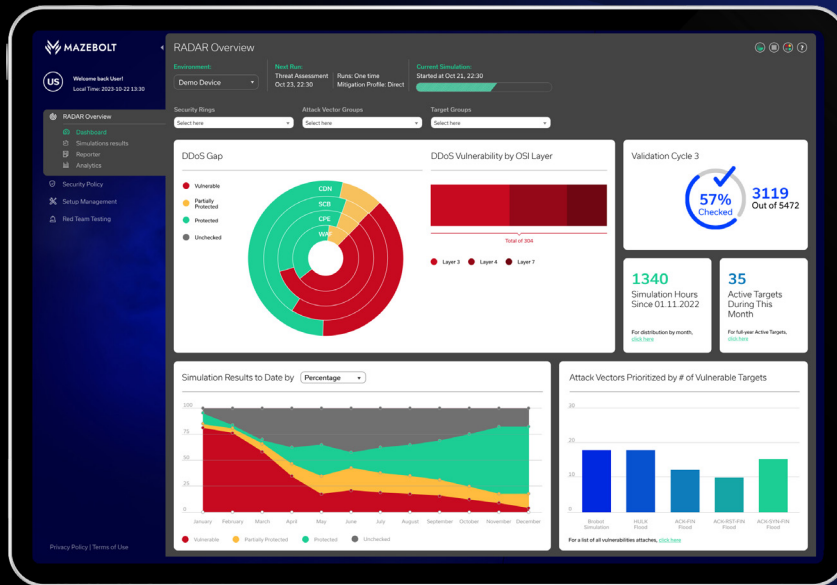 MAZEBOLT
US
Welcome back User!
Local Time: 2023-10-22 13:30
RADAR Overview
Dashboard
Simulations results
Reporter
Analytics
Security Policy
Setup Management
Red Team Testing
Privacy Policy | Terms of Use
RADAR Overview
Environment:
Demo Device
Next Run:
Threat Assessment
Oct 23, 22:30
Runs: One time
Mitigation Profile: Direct
Current Simulation:
Started at Oct 21, 22:30
Security Rings
Select here
Attack Vector Groups
Select here
Target Groups
Select here
DDoS Gap
Vulnerable
Partially
Protected
Protected
Unchecked
CDN
SCB
CPE
WAF
DDoS Vulnerability by OSI Layer
Total of 304
Layer 3
Layer 4
Layer 7
Validation Cycle 3
57%
Checked
3119
Out of 5472
1340
Simulation Hours
Since 01.11.2022
For distribution by month,
click here
35
Active Targets
During This
Month
For full-year Active Targets,
click here
Simulation Results to Date by
Percentage
100
75
50
25
0
January February March April May June July August September October November December
Vulnerable
Partially Protected
Protected
Unchecked
Attack Vectors Prioritized by # of Vulnerable Targets
30
20
10
0
Brobot
Simulation
HULK
Flood
ACK-FIN
Flood
ACK-RST-FIN
Flood
ACK-SYN-FIN
Flood
For a list of all vulnerabilities attaches, click here